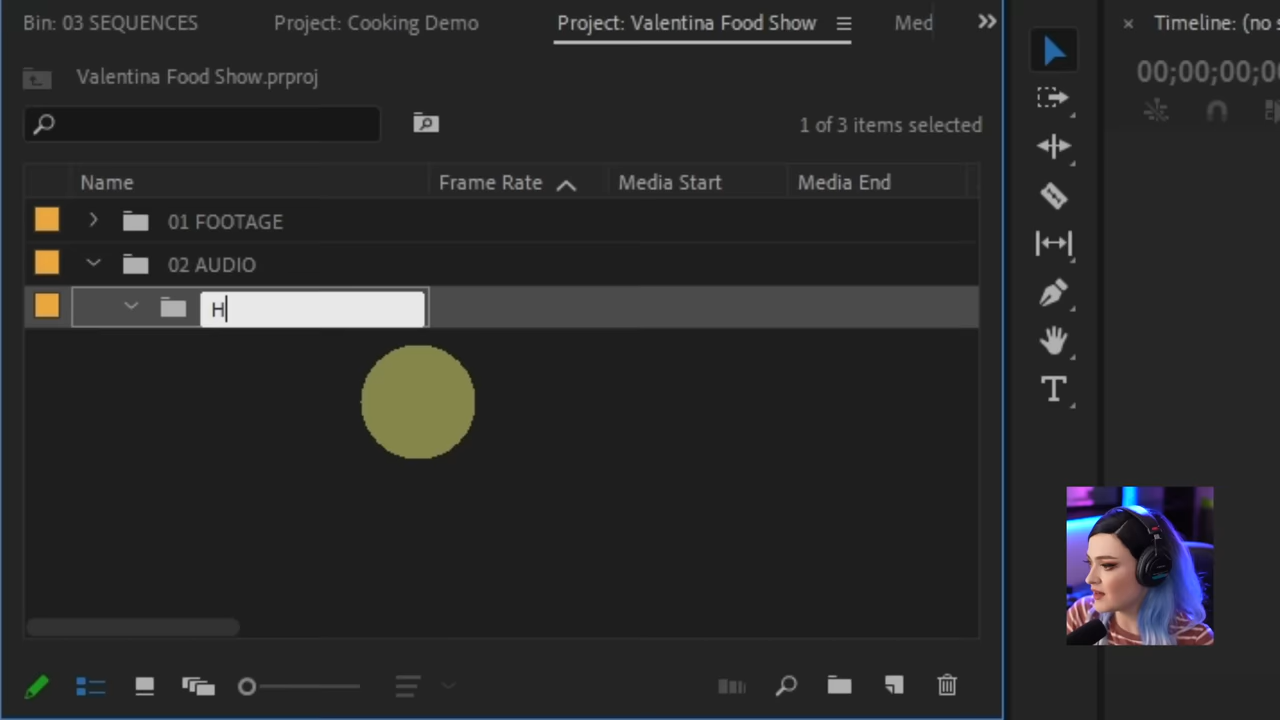 Bin: 03 SEQUENCES
Project: Cooking Demo
Project: Valentina Food Show
Med
Timeline: (no s
Valentina Food Show.prproj
00;00;00;0
1 of 3 items selected
Name
Frame Rate
Media Start
Media End
01 FOOTAGE
02 AUDIO
H